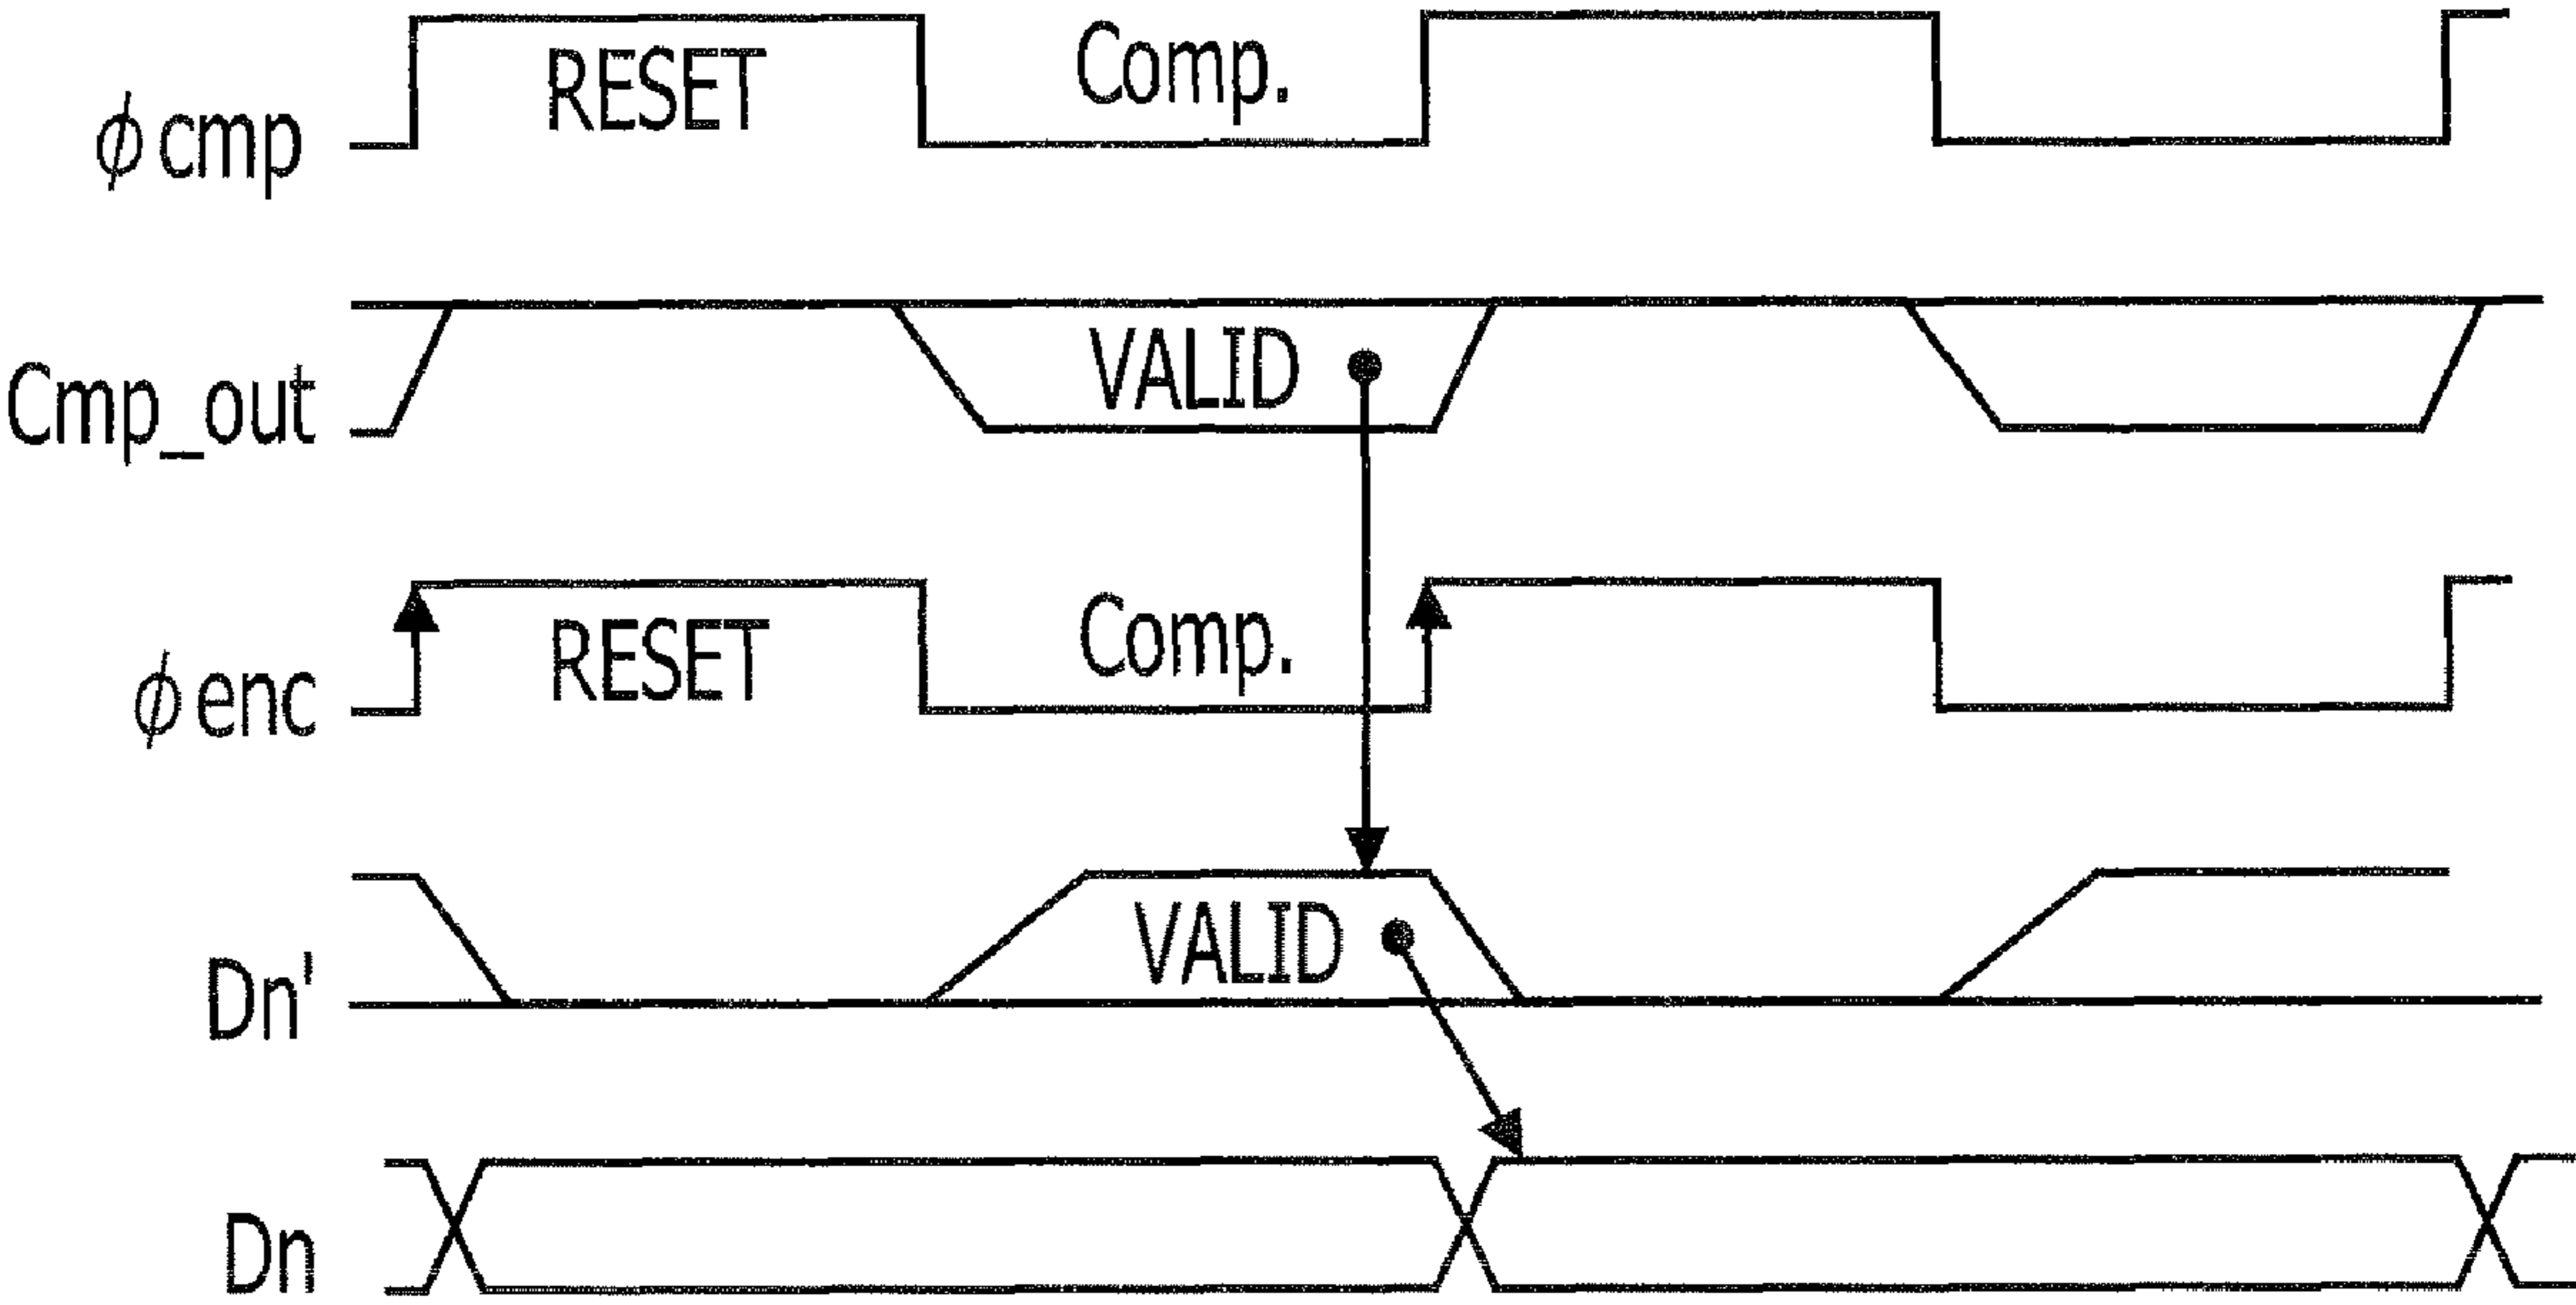 φcmp
RESET
Comp.
Cmp_out
VALID
φenc
RESET
Comp.
Dn'
VALID
Dn